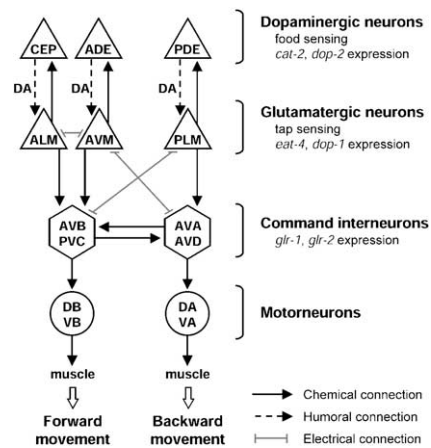 CEP ADE PDE
Dopaminergic neurons
food sensing
cat-2, dop-2 expression
DA DA DA
Glutamatergic neurons
tap sensing
eat-4, dop-1 expression
ALM AVM PLM
Command interneurons
glr-1, glr-2 expression
AVB
PVC
AVA
AVD
Motorneurons
DB
VB
DA
VA
muscle muscle
Forward
movement
Backward
movement
Chemical connection
Humoral connection
Electrical connection